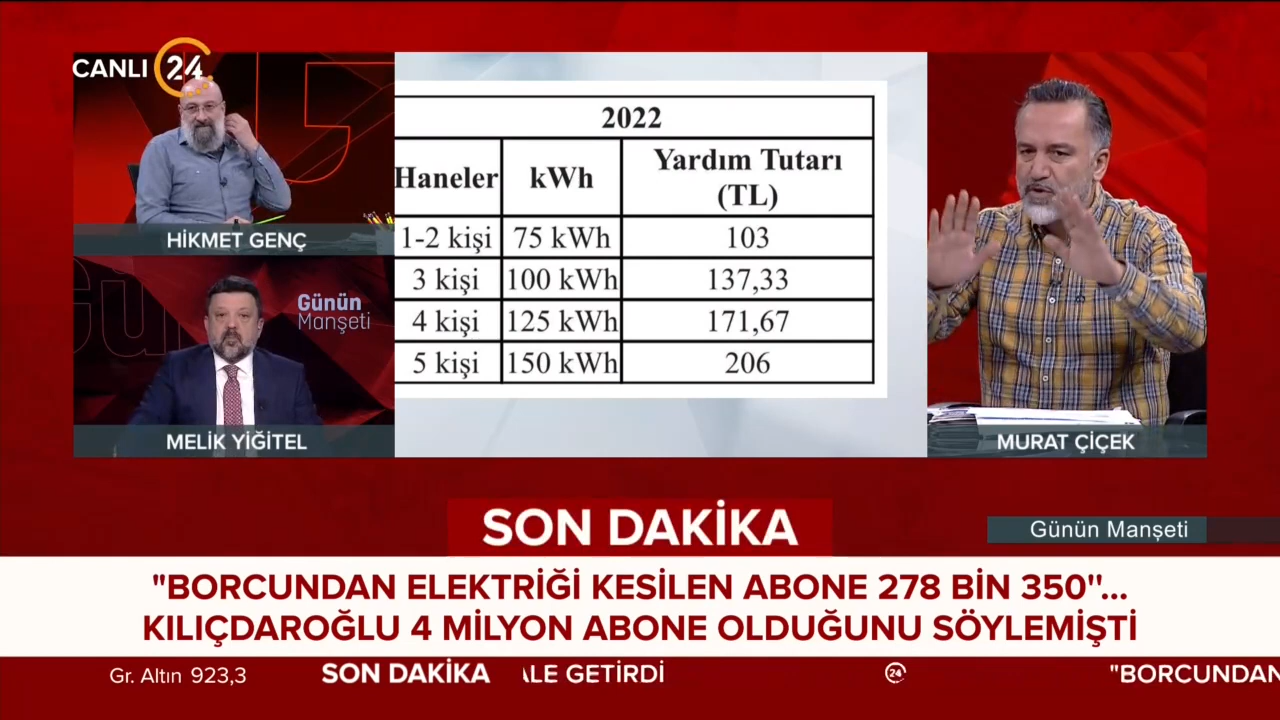 CANLI 24
2022
Haneler kWh Yardım Tutarı (TL)
1-2 kişi 75 kWh 103
3 kişi 100 kWh 137,33
4 kişi 125 kWh 171,67
5 kişi 150 kWh 206
HİKMET GENÇ
Günün
Manşeti
MELİK YİĞİTEL
MURAT ÇİÇEK
SON DAKİKA
Günün Manşeti
"BORCUNDAN ELEKTRİĞİ KESİLEN ABONE 278 BİN 350"...
KILIÇDAROĞLU 4 MİLYON ABONE OLDUĞUNU SÖYLEMİŞTİ
Gr. Altın 923,3 SON DAKİKA ALE GETİRDİ 24 "BORCUNDAN